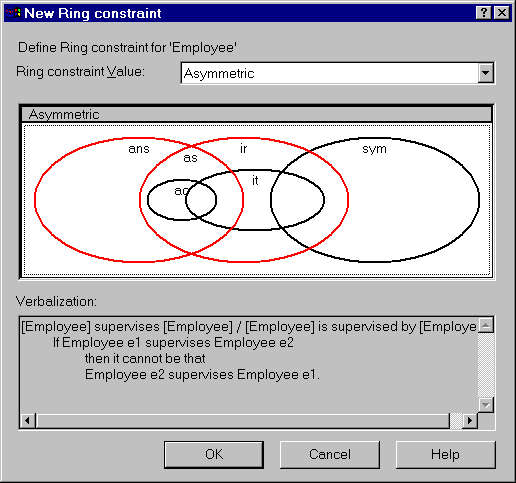 New Ring constraint
Define Ring constraint for 'Employee'
Ring constraint Value:
Asymmetric
Asymmetric
ans
as
ir
sym
ac
it
Verbalization:
[Employee] supervises [Employee] / [Employee] is supervised by [Employe
If Employee e1 supervises Employee e2
then it cannot be that
Employee e2 supervises Employee e1.
OK
Cancel
Help